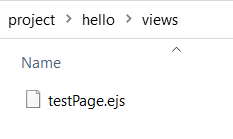 project > hello > views
Name
testPage.ejs